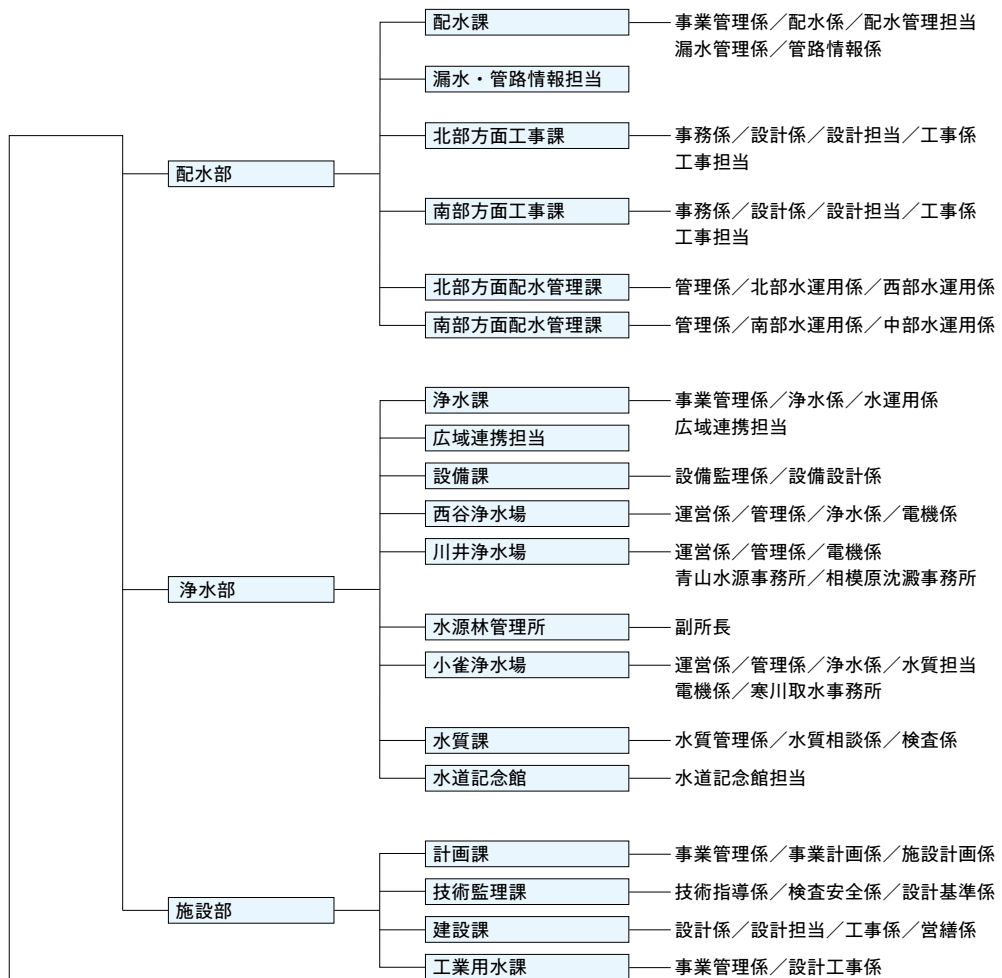 配水部
配水課
事業管理係／配水係／配水管理担当
漏水管理係／管路情報係
漏水・管路情報担当
北部方面工事課
事務係／設計係／設計担当／工事係
工事担当
南部方面工事課
事務係／設計係／設計担当／工事係
工事担当
北部方面配水管理課
管理係／北部水運用係／西部水運用係
南部方面配水管理課
管理係／南部水運用係／中部水運用係
浄水部
浄水課
事業管理係／浄水係／水運用係
広域連携担当
広域連携担当
設備課
設備監理係／設備設計係
西谷浄水場
運営係／管理係／浄水係／電機係
川井浄水場
運営係／管理係／電機係
青山水源事務所／相模原沈澱事務所
水源林管理所
副所長
小雀浄水場
運営係／管理係／浄水係／水質担当
電機係／寒川取水事務所
水質課
水質管理係／水質相談係／検査係
水道記念館
水道記念館担当
施設部
計画課
事業管理係／事業計画係／施設計画係
技術監理課
技術指導係／検査安全係／設計基準係
建設課
設計係／設計担当／工事係／営繕係
工業用水課
事業管理係／設計工事係